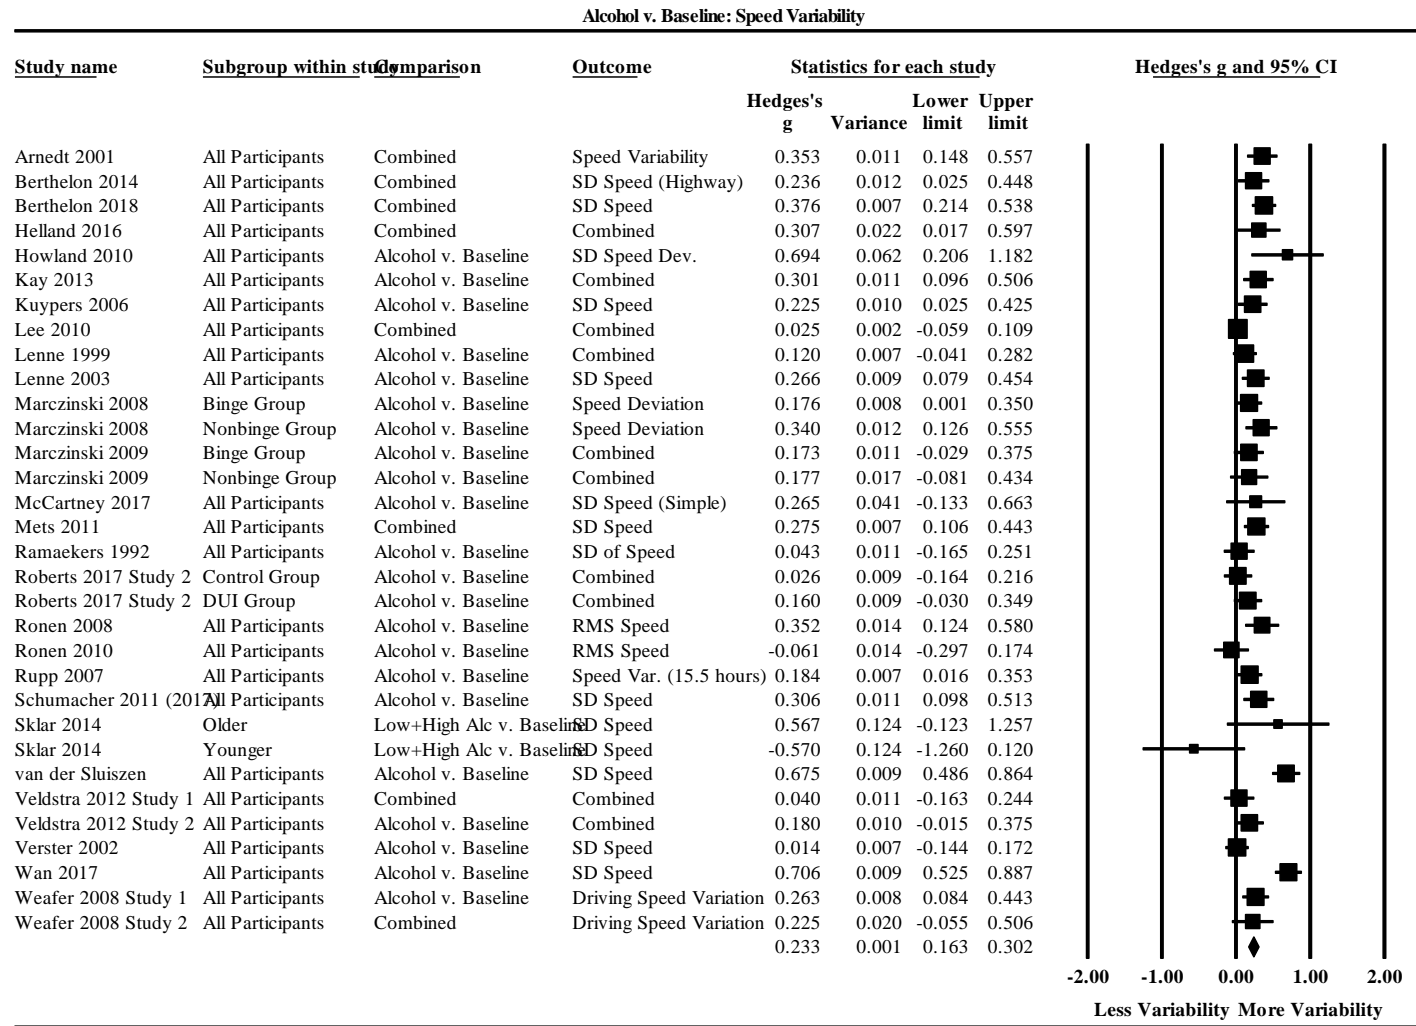 Alcohol v. Baseline: Speed Variability
Study name Subgroup within study Comparison Outcome Statistics for each study Hedges's g and 95% CI
Hedges's Lower Upper
g Variance limit limit
Arnedt 2001 All Participants Combined Speed Variability 0.353 0.011 0.148 0.557
Berthelon 2014 All Participants Combined SD Speed (Highway) 0.236 0.012 0.025 0.448
Berthelon 2018 All Participants Combined SD Speed 0.376 0.007 0.214 0.538
Helland 2016 All Participants Combined Combined 0.307 0.022 0.017 0.597
Howland 2010 All Participants Alcohol v. Baseline SD Speed Dev. 0.694 0.062 0.206 1.182
Kay 2013 All Participants Alcohol v. Baseline Combined 0.301 0.011 0.096 0.506
Kuypers 2006 All Participants Alcohol v. Baseline SD Speed 0.225 0.010 0.025 0.425
Lee 2010 All Participants Combined Combined 0.025 0.002 -0.059 0.109
Lenne 1999 All Participants Alcohol v. Baseline Combined 0.120 0.007 -0.041 0.282
Lenne 2003 All Participants Alcohol v. Baseline SD Speed 0.266 0.009 0.079 0.454
Marczinski 2008 Binge Group Alcohol v. Baseline Speed Deviation 0.176 0.008 0.001 0.350
Marczinski 2008 Nonbinge Group Alcohol v. Baseline Speed Deviation 0.340 0.012 0.126 0.555
Marczinski 2009 Binge Group Alcohol v. Baseline Combined 0.173 0.011 -0.029 0.375
Marczinski 2009 Nonbinge Group Alcohol v. Baseline Combined 0.177 0.017 -0.081 0.434
McCartney 2017 All Participants Alcohol v. Baseline SD Speed (Simple) 0.265 0.041 -0.133 0.663
Mets 2011 All Participants Combined SD Speed 0.275 0.007 0.106 0.443
Ramaekers 1992 All Participants Alcohol v. Baseline SD of Speed 0.043 0.011 -0.165 0.251
Roberts 2017 Study 2 Control Group Alcohol v. Baseline Combined 0.026 0.009 -0.164 0.216
Roberts 2017 Study 2 DUI Group Alcohol v. Baseline Combined 0.160 0.009 -0.030 0.349
Ronen 2008 All Participants Alcohol v. Baseline RMS Speed 0.352 0.014 0.124 0.580
Ronen 2010 All Participants Alcohol v. Baseline RMS Speed -0.061 0.014 -0.297 0.174
Rupp 2007 All Participants Alcohol v. Baseline Speed Var. (15.5 hours) 0.184 0.007 0.016 0.353
Schumacher 2011 (2017) All Participants Alcohol v. Baseline SD Speed 0.306 0.011 0.098 0.513
Sklar 2014 Older Low+High Alc v. Baseline SD Speed 0.567 0.124 -0.123 1.257
Sklar 2014 Younger Low+High Alc v. Baseline SD Speed -0.570 0.124 -1.260 0.120
van der Sluiszen All Participants Alcohol v. Baseline SD Speed 0.675 0.009 0.486 0.864
Veldstra 2012 Study 1 All Participants Combined Combined 0.040 0.011 -0.163 0.244
Veldstra 2012 Study 2 All Participants Alcohol v. Baseline Combined 0.180 0.010 -0.015 0.375
Verster 2002 All Participants Alcohol v. Baseline SD Speed 0.014 0.007 -0.144 0.172
Wan 2017 All Participants Alcohol v. Baseline SD Speed 0.706 0.009 0.525 0.887
Weafer 2008 Study 1 All Participants Alcohol v. Baseline Driving Speed Variation 0.263 0.008 0.084 0.443
Weafer 2008 Study 2 All Participants Combined Driving Speed Variation 0.225 0.020 -0.055 0.506
0.233 0.001 0.163 0.302
-2.00 -1.00 0.00 1.00 2.00
Less Variability More Variability